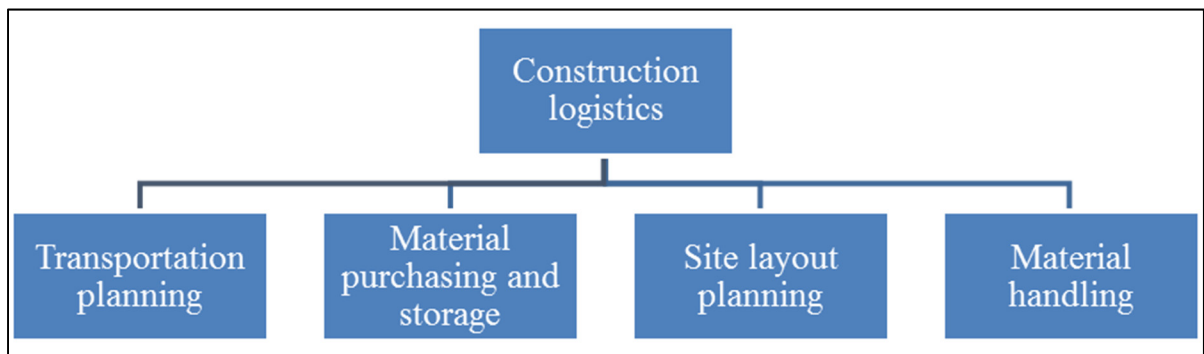 Construction
logistics
Transportation
planning
Material
purchasing and
storage
Site layout
planning
Material
handling